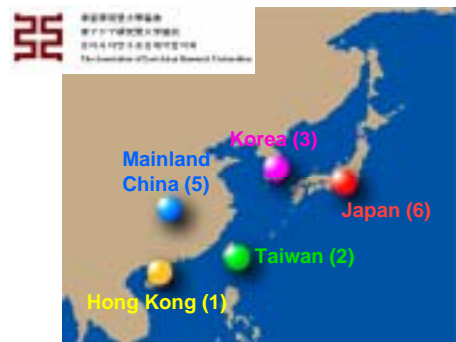 The Association of East Asian Research Universities
Korea (3)
Mainland
China (5)
Japan (6)
Taiwan (2)
Hong Kong (1)